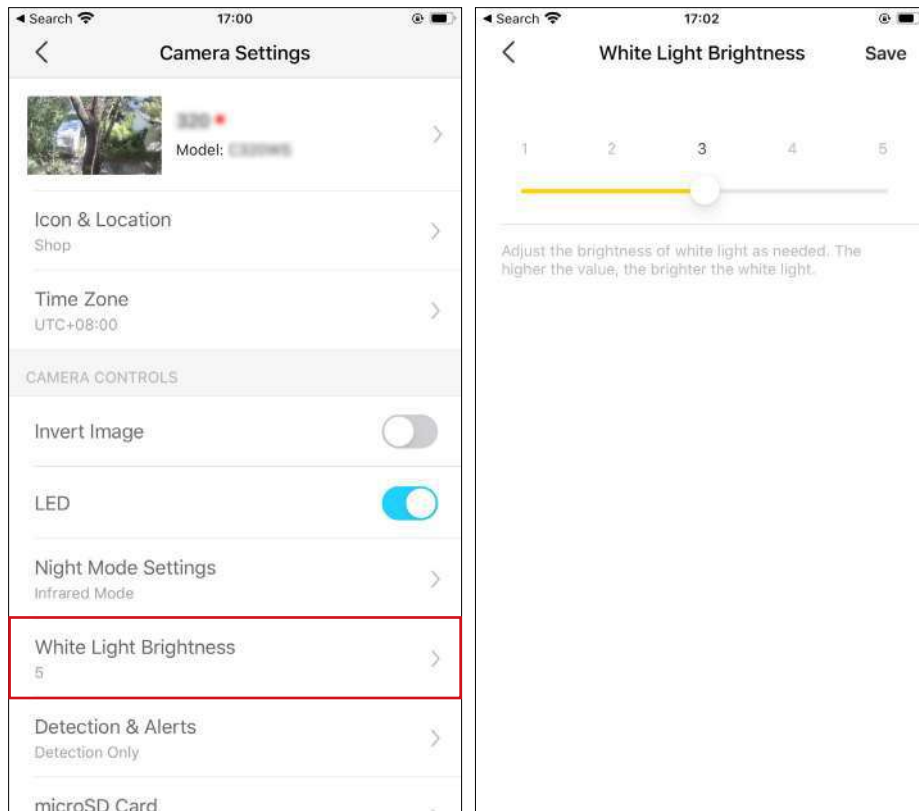 Search
17:00
Camera Settings
Model:
Icon & Location
Shop
Time Zone
UTC+08:00
CAMERA CONTROLS
Invert Image
LED
Night Mode Settings
Infrared Mode
White Light Brightness
5
Detection & Alerts
Detection Only
microSD Card
Search
17:02
White Light Brightness
Save
1 2 3 4 5
Adjust the brightness of white light as needed. The
higher the value, the brighter the white light.